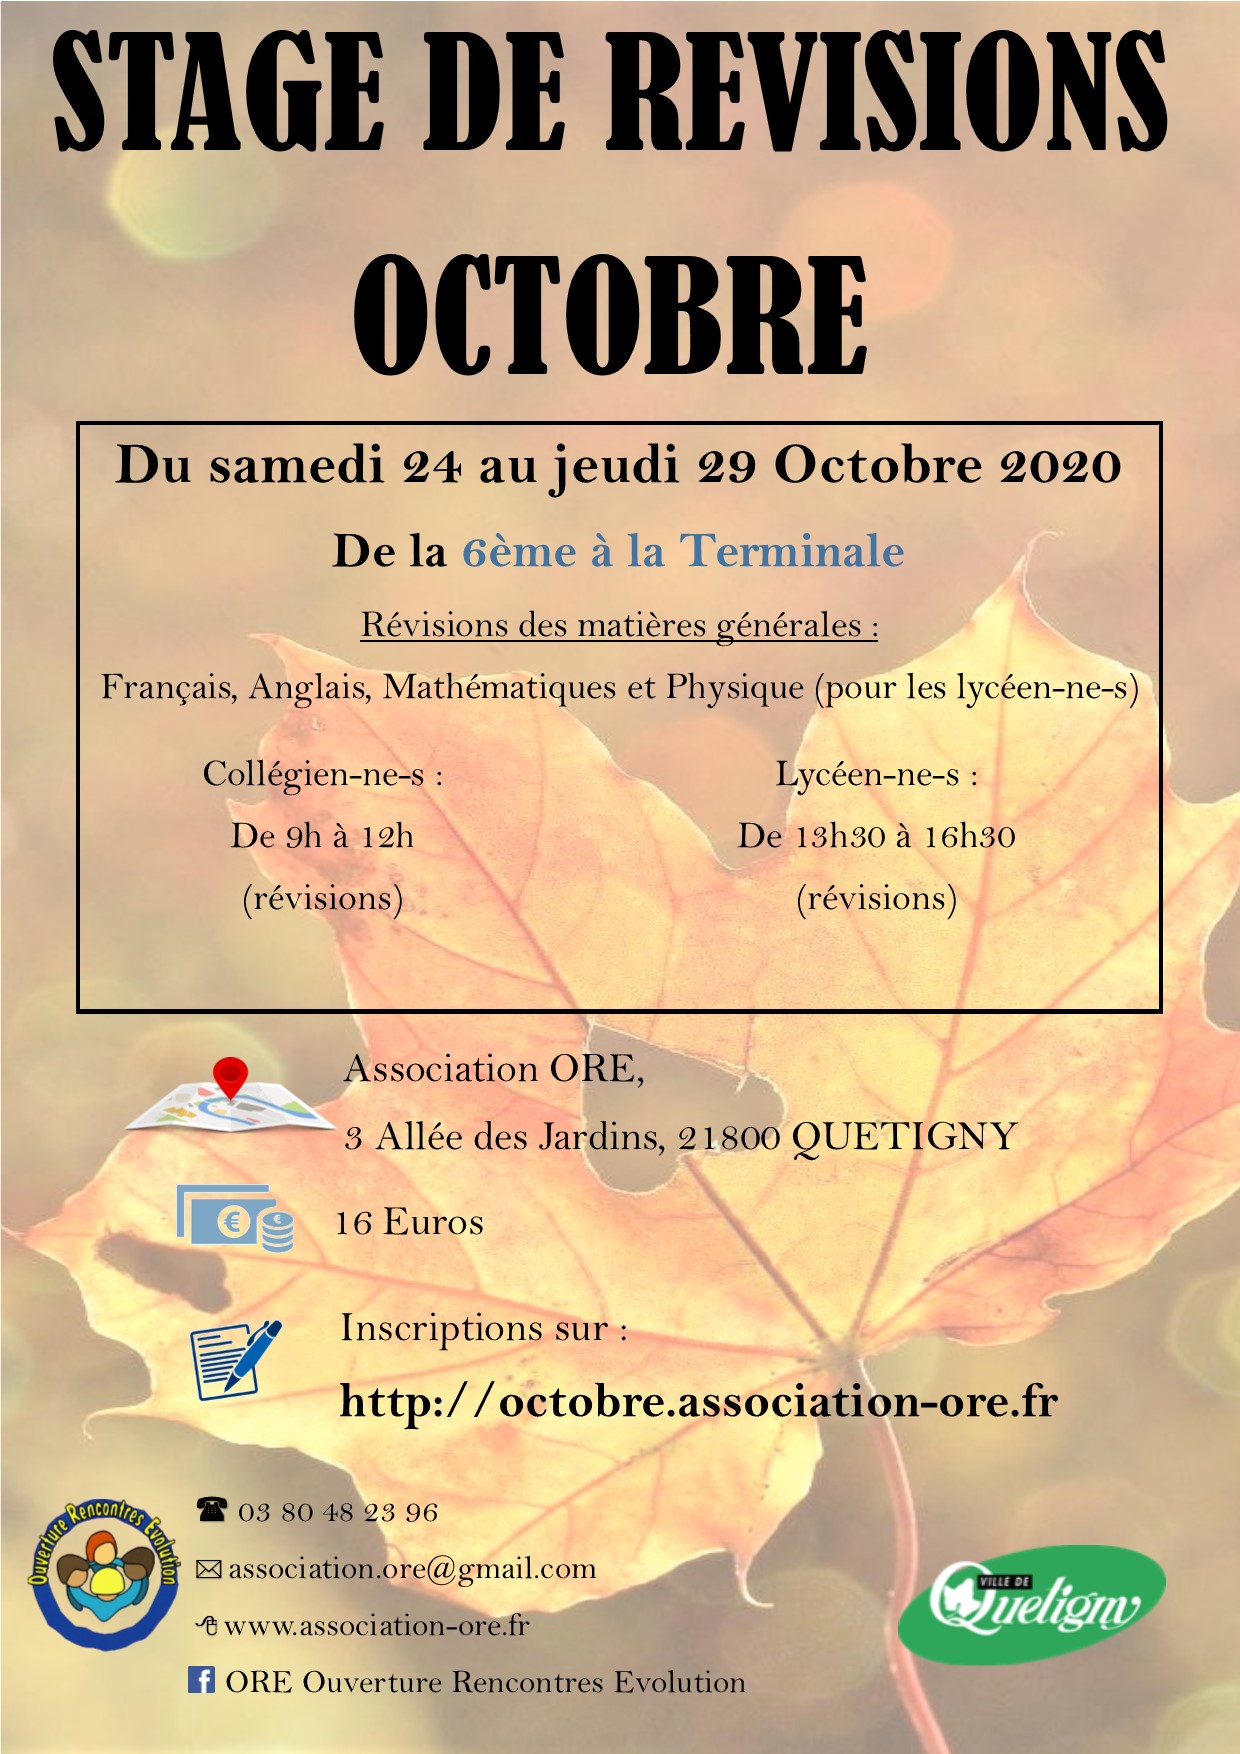 STAGE DE REVISIONS
OCTOBRE
Du samedi 24 au jeudi 29 Octobre 2020
De la 6ème à la Terminale
Révisions des matières générales :
Français, Anglais, Mathématiques et Physique (pour les lycéen-ne-s)
Collégien-ne-s :
De 9h à 12h
(révisions)
Lycéen-ne-s :
De 13h30 à 16h30
(révisions)
Association ORE,
3 Allée des Jardins, 21800 QUETIGNY
16 Euros
Inscriptions sur :
http://octobre.association-ore.fr
Ouverture Rencontres Evolution
03 80 48 23 96
association.ore@gmail.com
www.association-ore.fr
ORE Ouverture Rencontres Evolution
VILLE DE
Quetigny